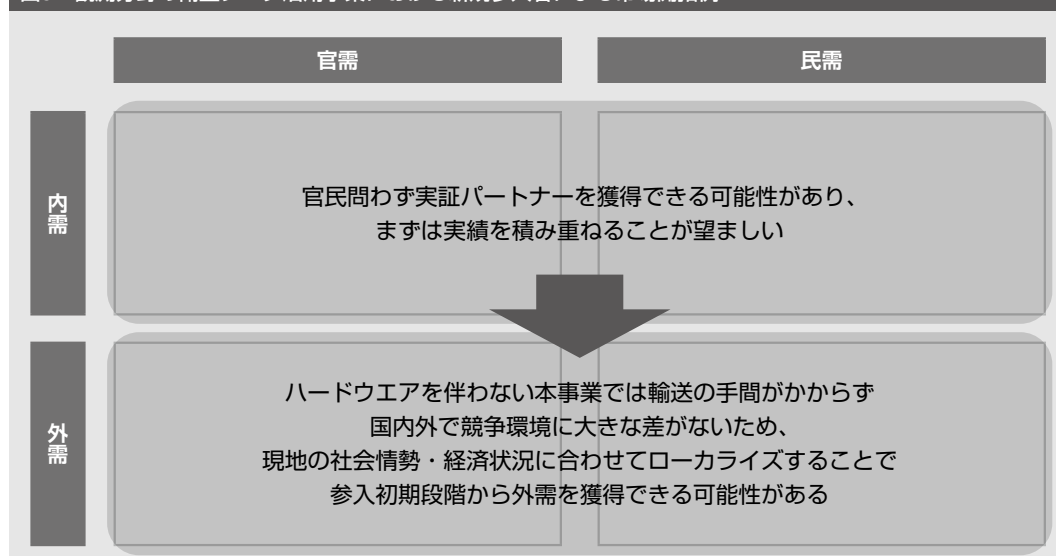 官需
民需
内需
官民問わず実証パートナーを獲得できる可能性があり、
まずは実績を積み重ねることが望ましい
外需
ハードウエアを伴わない本事業では輸送の手間がかからず
国内外で競争環境に大きな差がないため、
現地の社会情勢・経済状況に合わせてローカライズすることで
参入初期段階から外需を獲得できる可能性がある